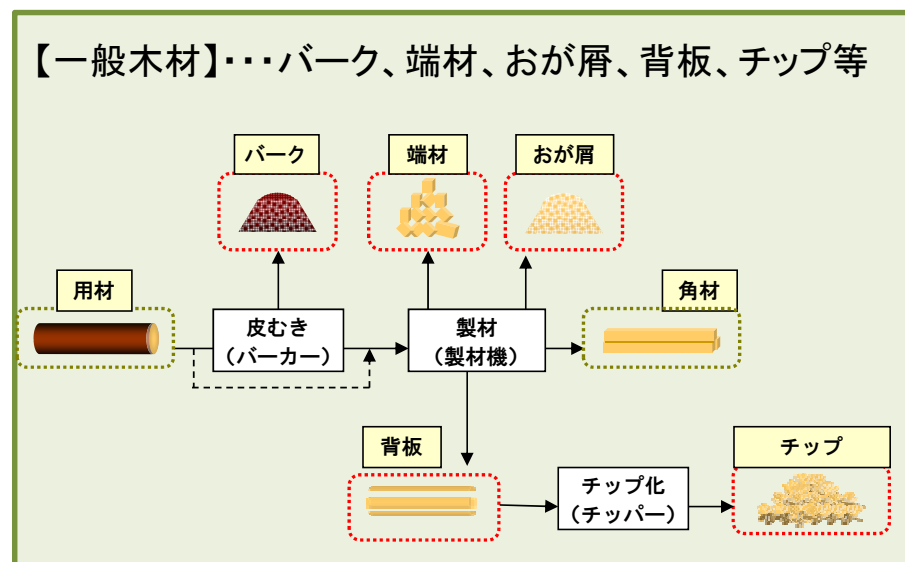 【一般木材】・・・バーク、端材、おが屑、背板、チップ等
バーク
端材
おが屑
用材
皮むき
（バーカー）
製材
（製材機）
角材
背板
チップ化
（チッパー）
チップ